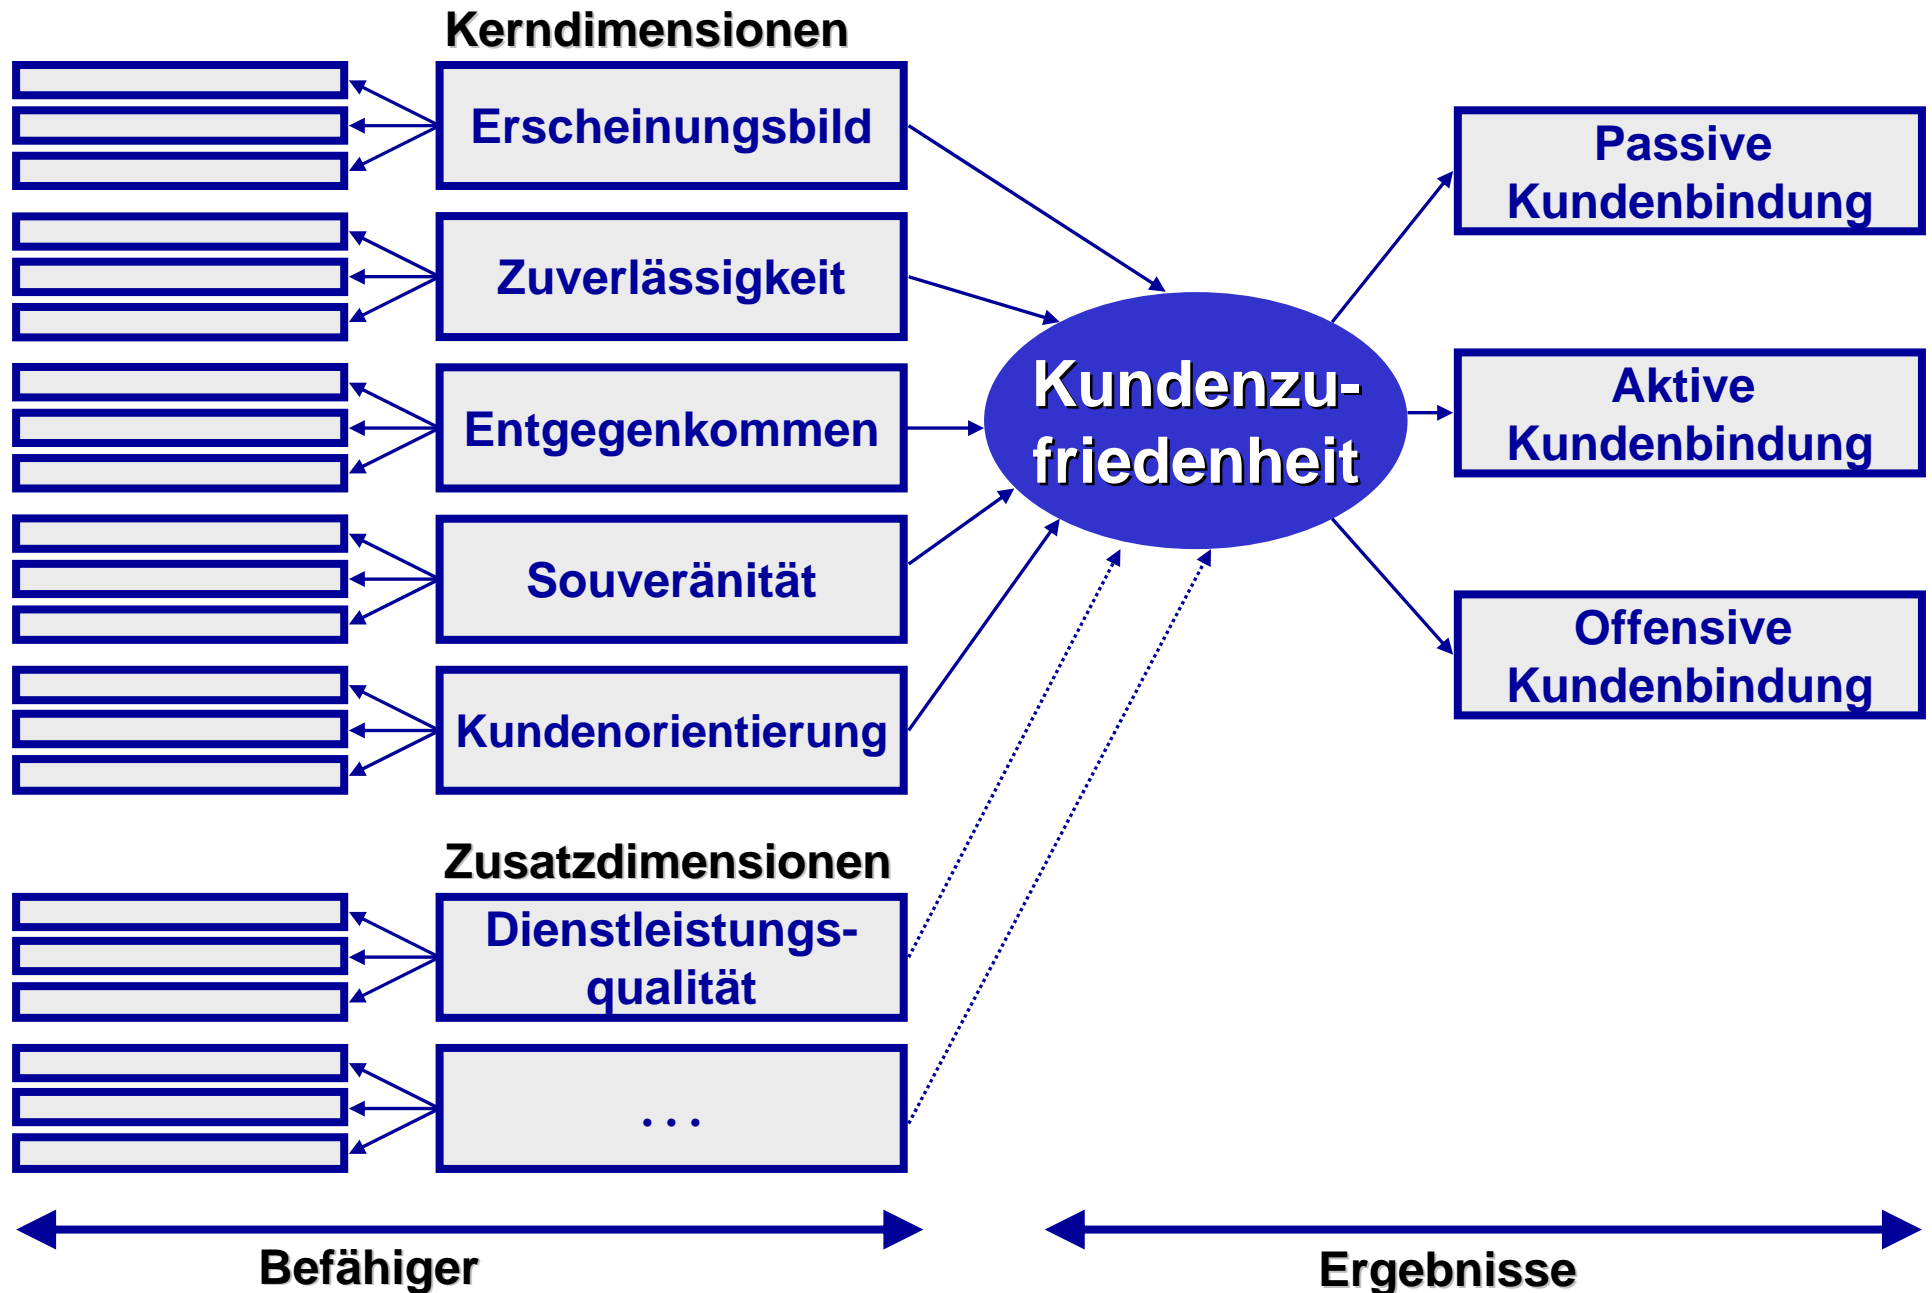 Kerndimensionen
Erscheinungsbild
Zuverlässigkeit
Entgegenkommen
Souveränität
Kundenorientierung
Zusatzdimensionen
Dienstleistungs-
qualität
...
Kundenzu-
friedenheit
Passive
Kundenbindung
Aktive
Kundenbindung
Offensive
Kundenbindung
Befähiger
Ergebnisse